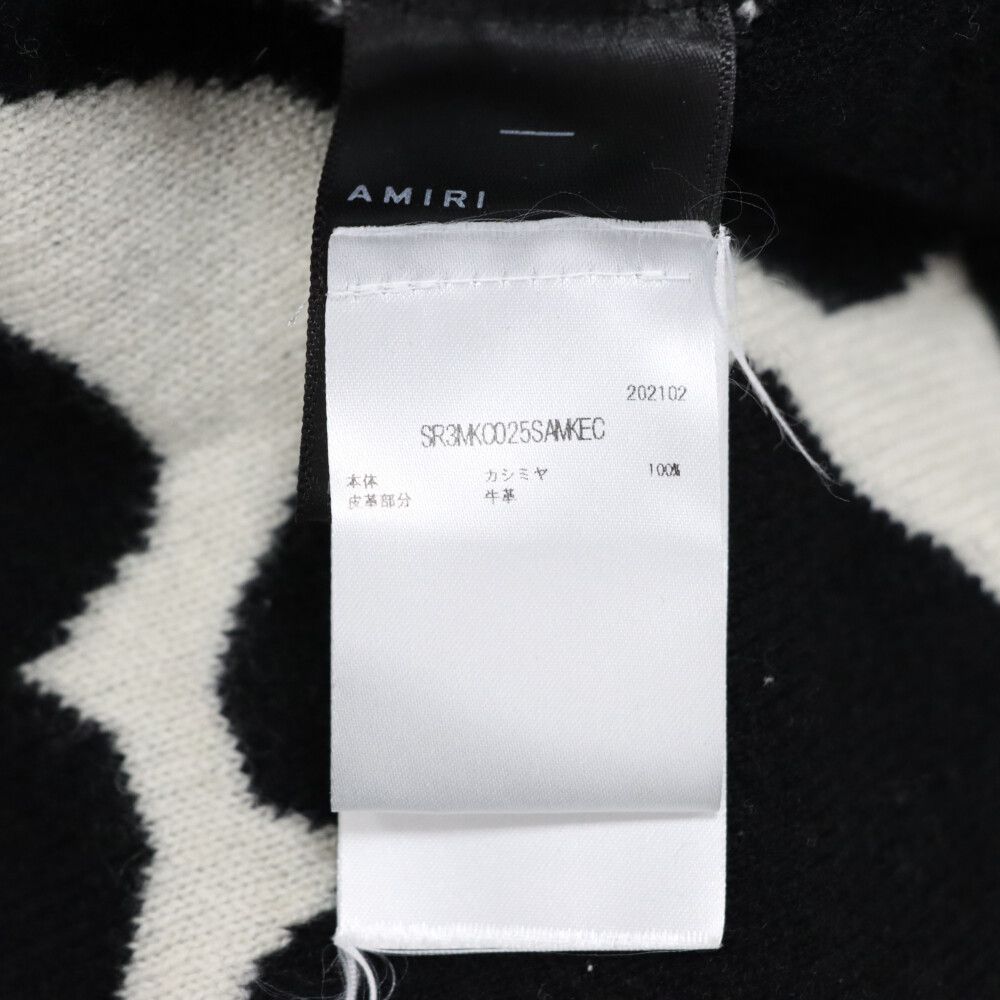 AMIRI
202102
SR3MKC025SAMKEC
本体 カシミヤ 100%
皮革部分 牛革